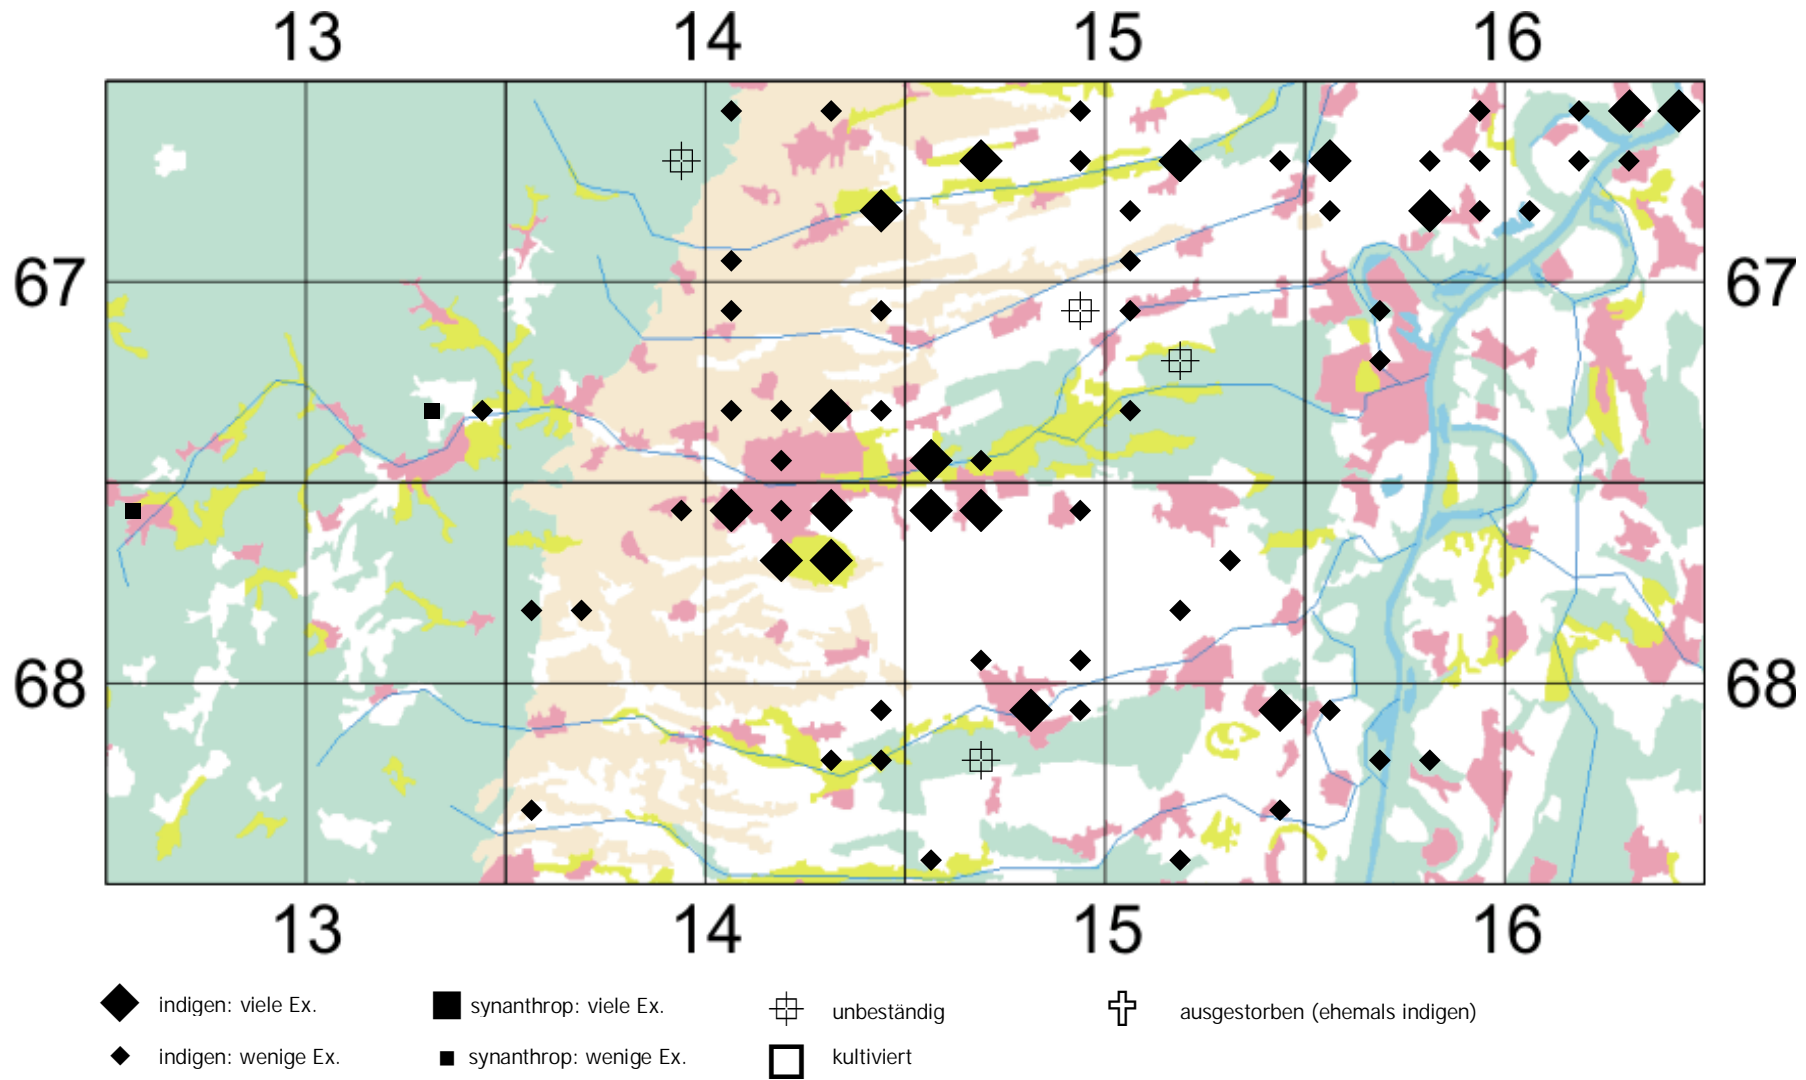 13 14 15 16
67 67
68 68
13 14 15 16
indigen: viele Ex. synanthrop: viele Ex. unbeständig ausgestorben (ehemals indigen)
indigen: wenige Ex. synanthrop: wenige Ex. kultiviert